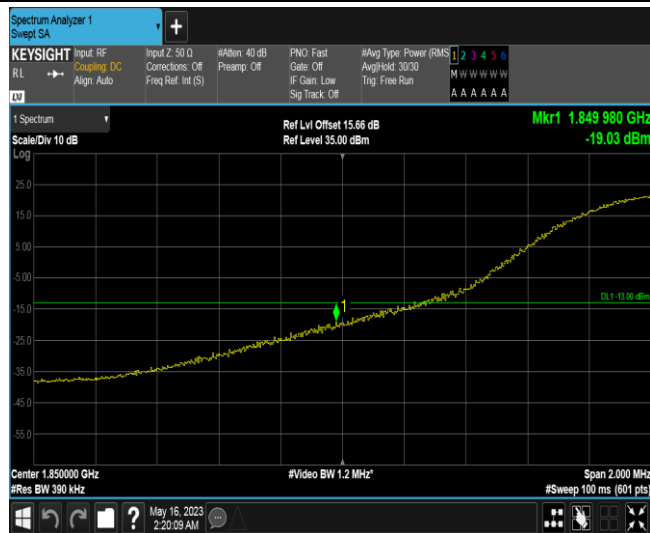 Spectrum Analyzer 1
Swept SA
+
KEYSIGHT
RL
LXI
Input: RF
Coupling: DC
Align: Auto
Input Z: 50 Ω
Corrections: Off
Freq Ref: Int (S)
#Atten: 40 dB
Preamp: Off
PNO: Fast
Gate: Off
IF Gain: Low
Sig Track: Off
#Avg Type: Power (RMS
Avg|Hold: 30/30
Trig: Free Run
1 2 3 4 5 6
M W W W W W
A A A A A A
1 Spectrum
Scale/Div 10 dB
Ref Lvl Offset 15.66 dB
Ref Level 35.00 dBm
Mkr1 1.849 980 GHz
-19.03 dBm
Log
25.0
15.0
5.00
-5.00
-15.0
-25.0
-35.0
-45.0
-55.0
1
DL1 -13.00 dBm
Center 1.850000 GHz
#Res BW 390 kHz
#Video BW 1.2 MHz*
Span 2.000 MHz
#Sweep 100 ms (601 pts)
?
May 16, 2023
2:20:09 AM